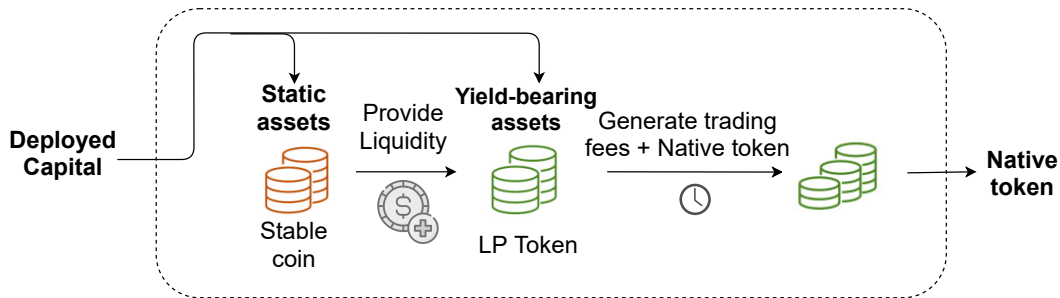 Deployed
Capital
Static
assets
Stable
coin
Provide
Liquidity
$
Yield-bearing
assets
LP Token
Generate trading
fees + Native token
Native
token